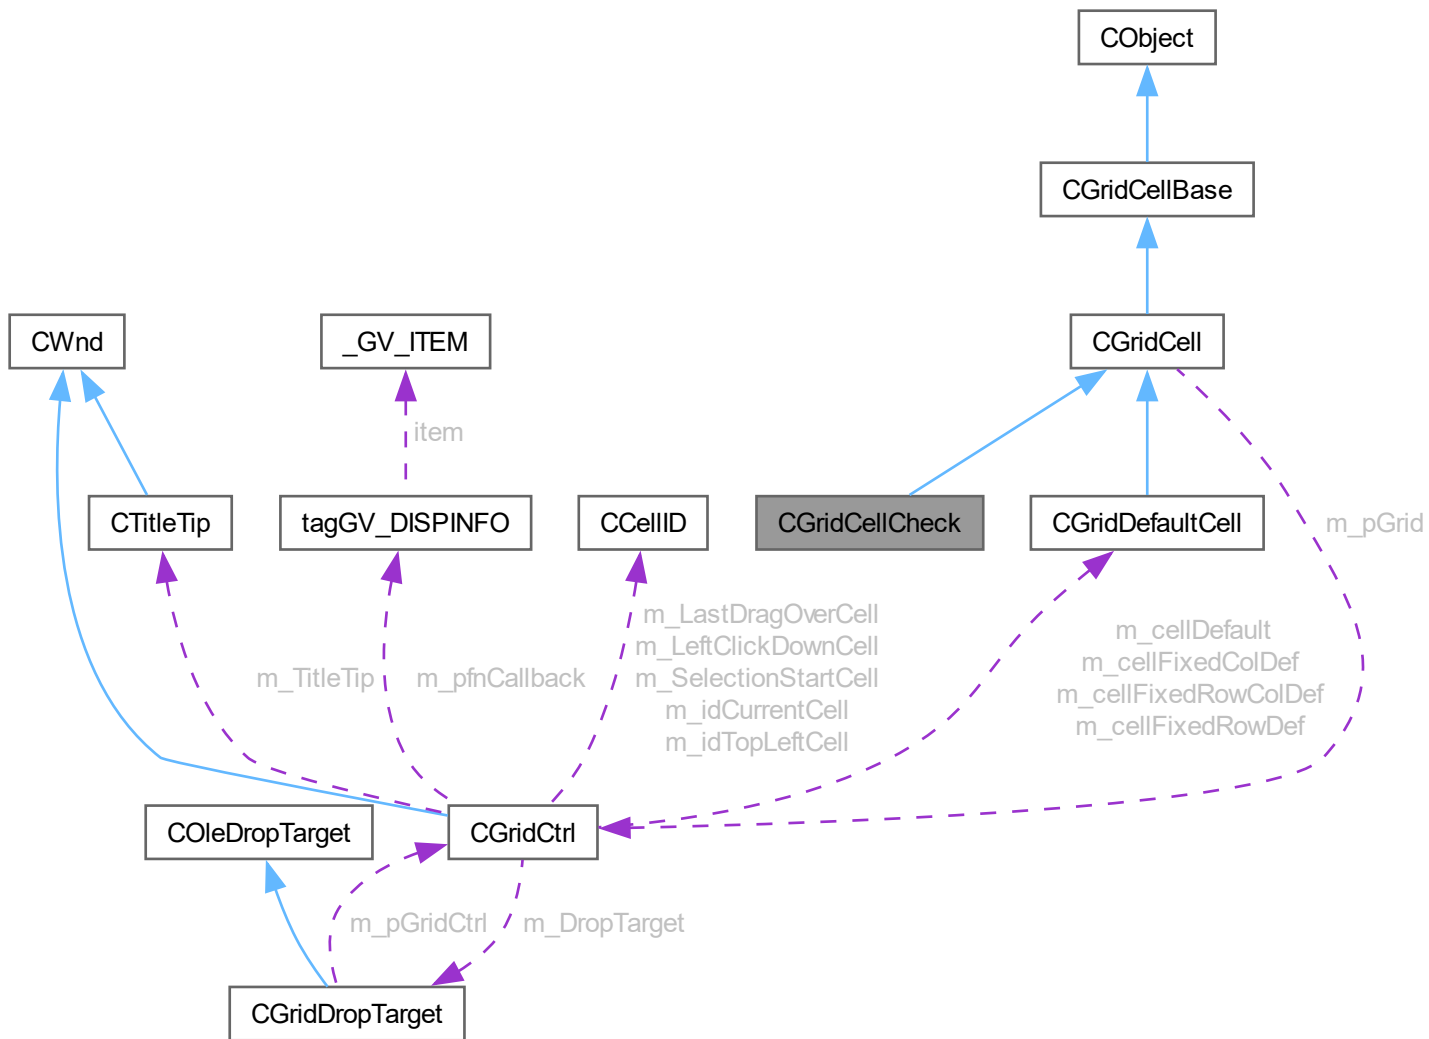 CObject
CGridCellBase
CWnd
_GV_ITEM
CGridCell
item
CTitleTip
tagGV_DISPINFO
CCellID
CGridCellCheck
CGridDefaultCell
m_pGrid
m_TitleTip
m_pfnCallback
m_LastDragOverCell
m_LeftClickDownCell
m_SelectionStartCell
m_idCurrentCell
m_idTopLeftCell
m_cellDefault
m_cellFixedColDef
m_cellFixedRowColDef
m_cellFixedRowDef
COleDropTarget
CGridCtrl
m_pGridCtrl
m_DropTarget
CGridDropTarget